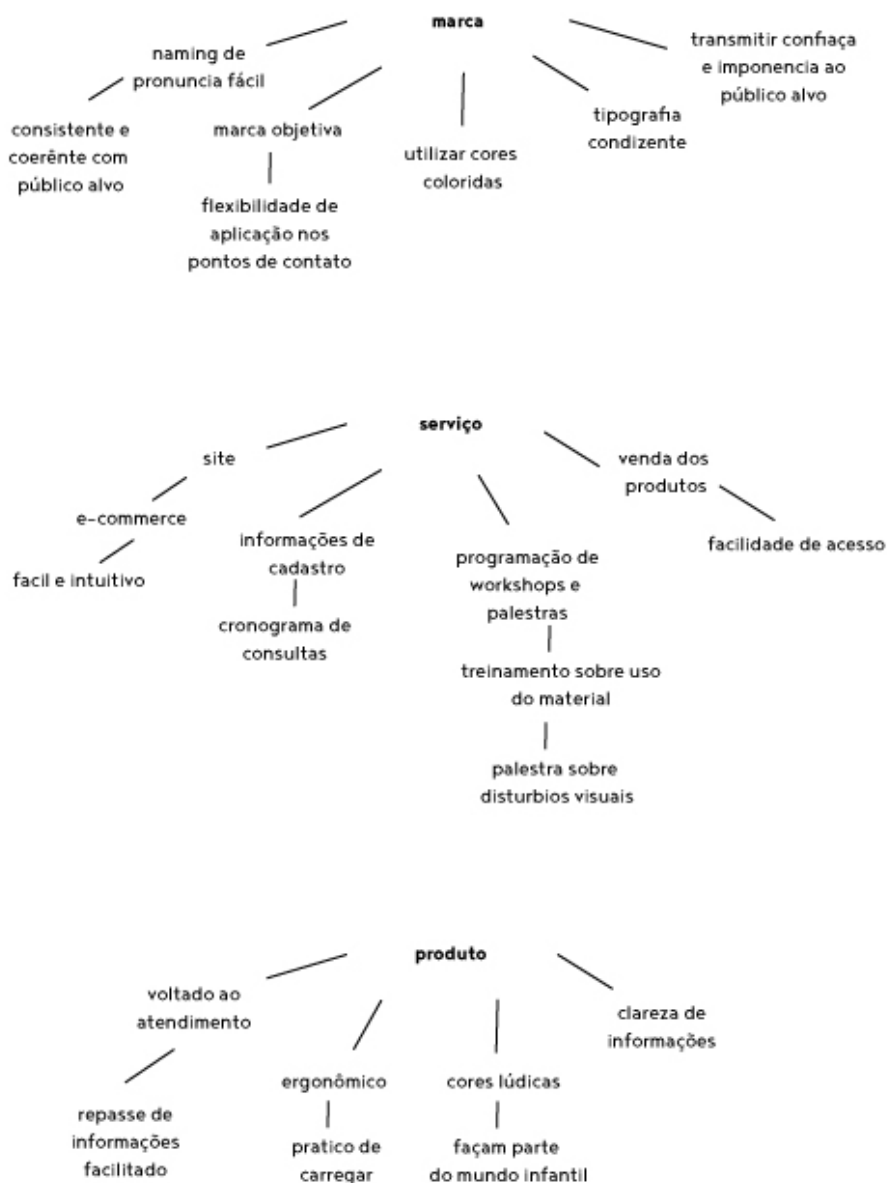 marca
naming de
pronuncia fácil
consistente e
coerênte com
público alvo
marca objetiva
flexibilidade de
aplicação nos
pontos de contato
utilizar cores
coloridas
tipografia
condizente
transmitir confiaça
e imponencia ao
público alvo
serviço
site
e-commerce
facil e intuitivo
informações de
cadastro
cronograma de
consultas
programação de
workshops e
palestras
treinamento sobre uso
do material
palestra sobre
disturbios visuais
venda dos
produtos
facilidade de acesso
produto
voltado ao
atendimento
repasse de
informações
facilitado
ergonômico
pratico de
carregar
cores lúdicas
façam parte
do mundo infantil
clareza de
informações